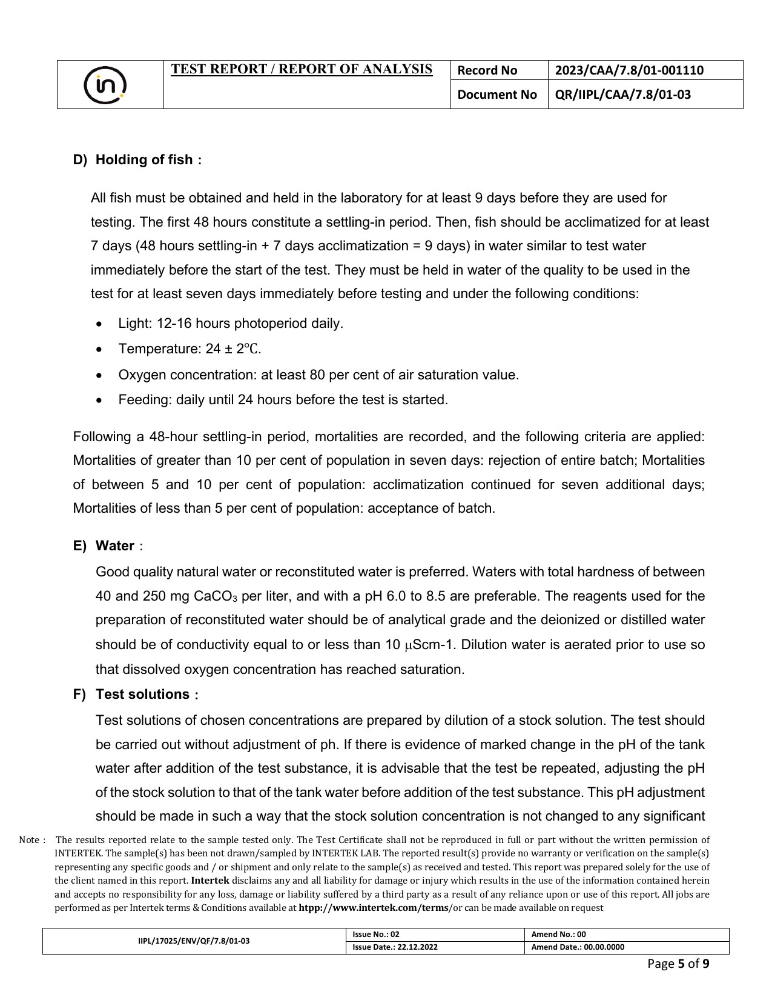 in
TEST REPORT / REPORT OF ANALYSIS
Record No
2023/CAA/7.8/01-001110
Document No
QR/IIPL/CAA/7.8/01-03
D) Holding of fish :
All fish must be obtained and held in the laboratory for at least 9 days before they are used for
testing. The first 48 hours constitute a settling-in period. Then, fish should be acclimatized for at least
7 days (48 hours settling-in + 7 days acclimatization = 9 days) in water similar to test water
immediately before the start of the test. They must be held in water of the quality to be used in the
test for at least seven days immediately before testing and under the following conditions:
• Light: 12-16 hours photoperiod daily.
• Temperature: 24 ± 2℃.
• Oxygen concentration: at least 80 per cent of air saturation value.
• Feeding: daily until 24 hours before the test is started.
Following a 48-hour settling-in period, mortalities are recorded, and the following criteria are applied:
Mortalities of greater than 10 per cent of population in seven days: rejection of entire batch; Mortalities
of between 5 and 10 per cent of population: acclimatization continued for seven additional days;
Mortalities of less than 5 per cent of population: acceptance of batch.
E) Water :
Good quality natural water or reconstituted water is preferred. Waters with total hardness of between
40 and 250 mg CaCO₃ per liter, and with a pH 6.0 to 8.5 are preferable. The reagents used for the
preparation of reconstituted water should be of analytical grade and the deionized or distilled water
should be of conductivity equal to or less than 10 μScm-1. Dilution water is aerated prior to use so
that dissolved oxygen concentration has reached saturation.
F) Test solutions :
Test solutions of chosen concentrations are prepared by dilution of a stock solution. The test should
be carried out without adjustment of ph. If there is evidence of marked change in the pH of the tank
water after addition of the test substance, it is advisable that the test be repeated, adjusting the pH
of the stock solution to that of the tank water before addition of the test substance. This pH adjustment
should be made in such a way that the stock solution concentration is not changed to any significant
Note : The results reported relate to the sample tested only. The Test Certificate shall not be reproduced in full or part without the written permission of
INTERTEK. The sample(s) has been not drawn/sampled by INTERTEK LAB. The reported result(s) provide no warranty or verification on the sample(s)
representing any specific goods and / or shipment and only relate to the sample(s) as received and tested. This report was prepared solely for the use of
the client named in this report. Intertek disclaims any and all liability for damage or injury which results in the use of the information contained herein
and accepts no responsibility for any loss, damage or liability suffered by a third party as a result of any reliance upon or use of this report. All jobs are
performed as per Intertek terms & Conditions available at htpp://www.intertek.com/terms/or can be made available on request
IIPL/17025/ENV/QF/7.8/01-03
Issue No.: 02
Amend No.: 00
Issue Date.: 22.12.2022
Amend Date.: 00.00.0000
Page 5 of 9